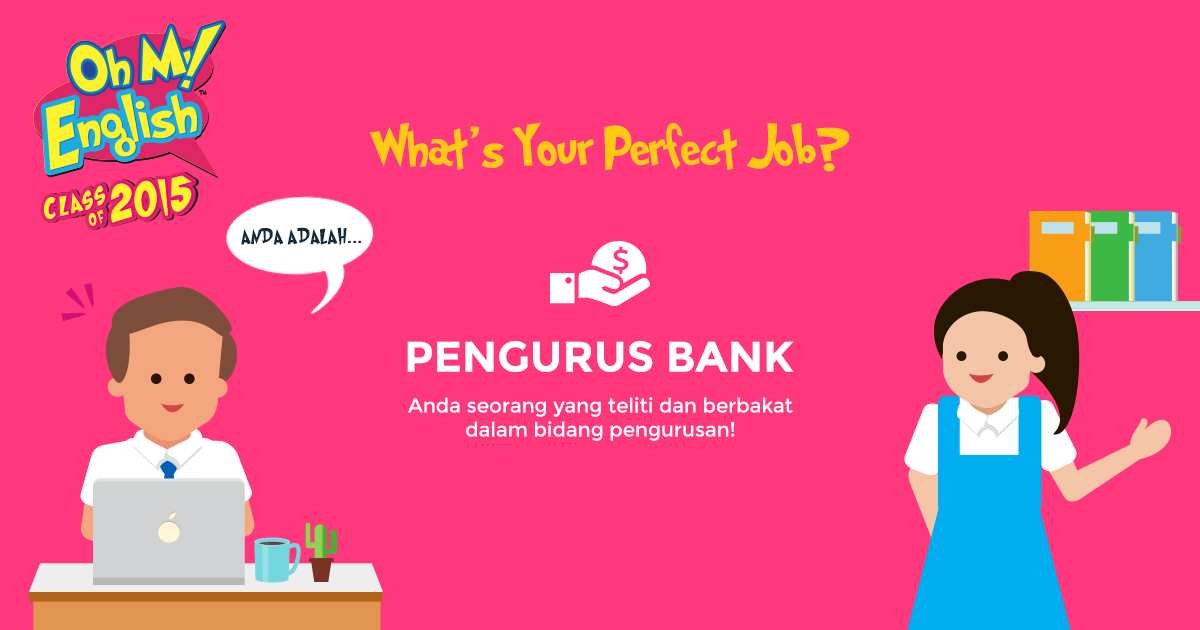 Oh My!
English™
CLASS OF 2015
What's Your Perfect Job?
ANDA ADALAH...
$
PENGURUS BANK
Anda seorang yang teliti dan berbakat
dalam bidang pengurusan!